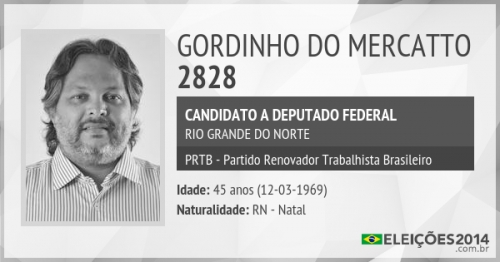 GORDINHO DO MERCATTO
2828
CANDIDATO A DEPUTADO FEDERAL
RIO GRANDE DO NORTE
PRTB - Partido Renovador Trabalhista Brasileiro
Idade: 45 anos (12-03-1969)
Naturalidade: RN - Natal
ELEIÇÕES2014
.com.br